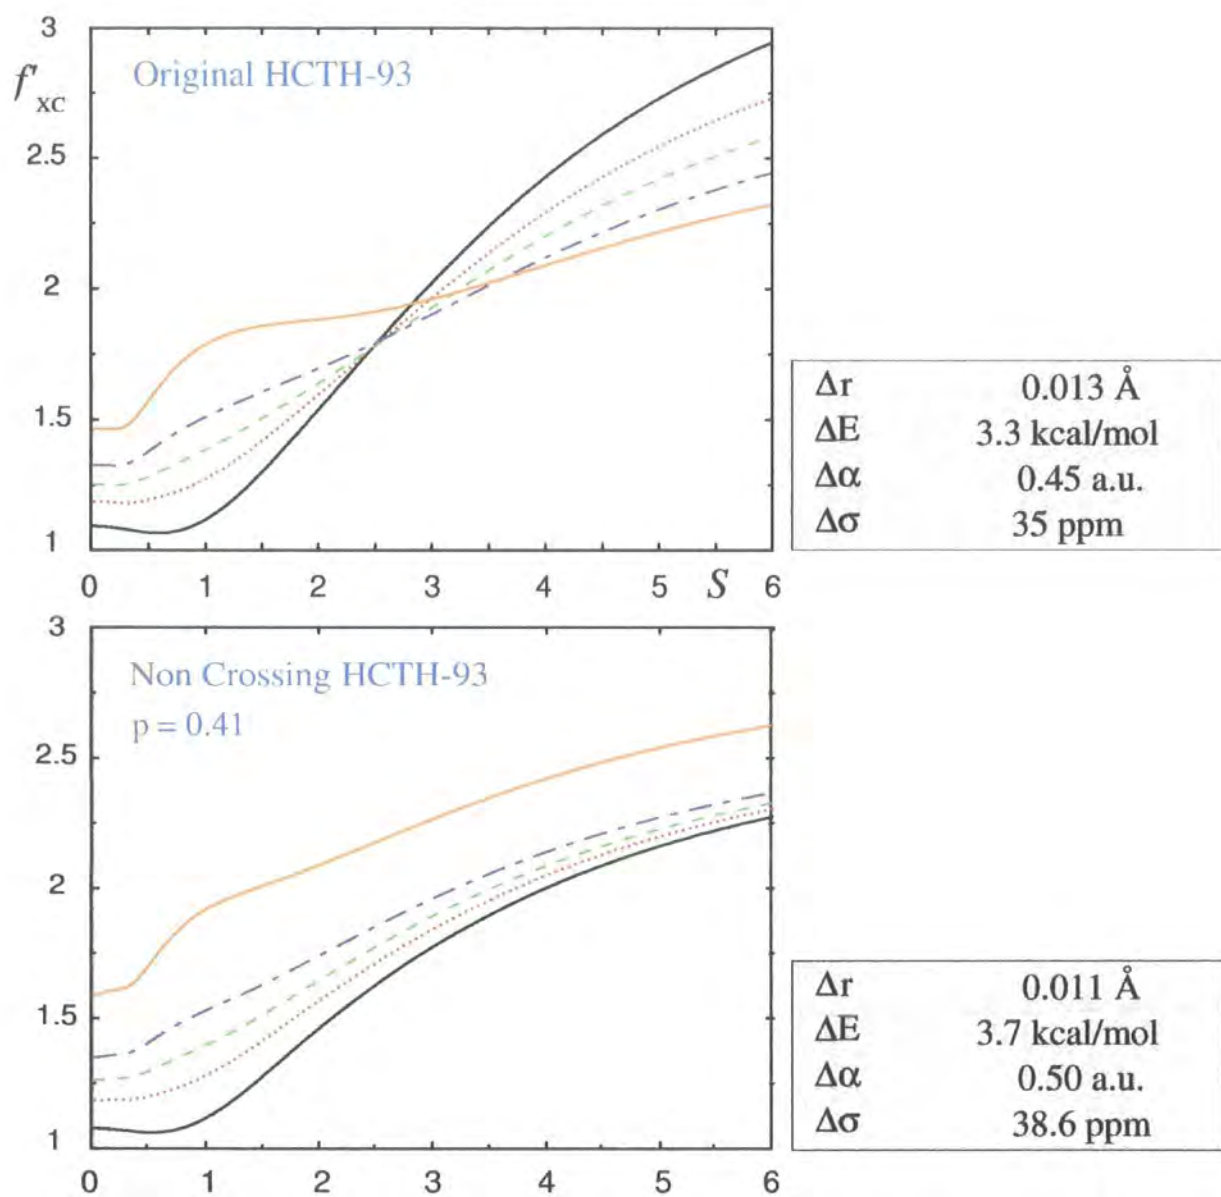 3
f'xc
Original HCTH-93
2.5
2
1.5
1
0 1 2 3 4 5 S 6
Δr 0.013 Å
ΔE 3.3 kcal/mol
Δα 0.45 a.u.
Δσ 35 ppm
3
Non Crossing HCTH-93
p = 0.41
2.5
2
1.5
1
0 1 2 3 4 5 6
Δr 0.011 Å
ΔE 3.7 kcal/mol
Δα 0.50 a.u.
Δσ 38.6 ppm